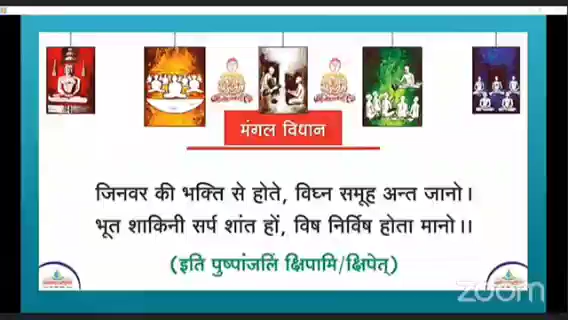 मंगल विधान
जिनवर की भक्ति से होते, विघ्न समूह अन्त जानो।
भूत शाकिनी सर्प शांत हों, विष निर्विष होता मानो।।
(इति पुष्पांजलिं क्षिपामि/क्षिपेत्)
zoom